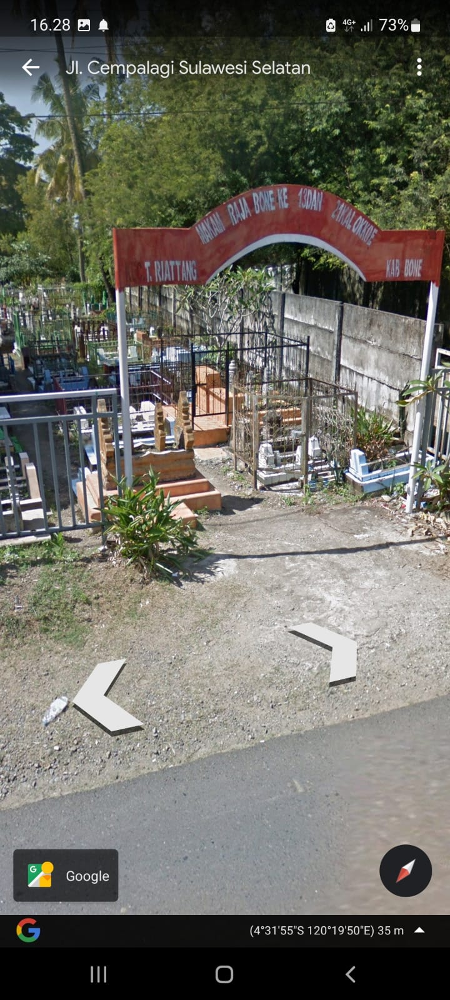 16.28
4G+
73%
Jl. Cempalagi Sulawesi Selatan
MAKAM RAJA BONE KE 13DAN 21KALOKKOE
T. RIATTANG
KAB BONE
G
Google
(4°31'55"S 120°19'50"E) 35 m